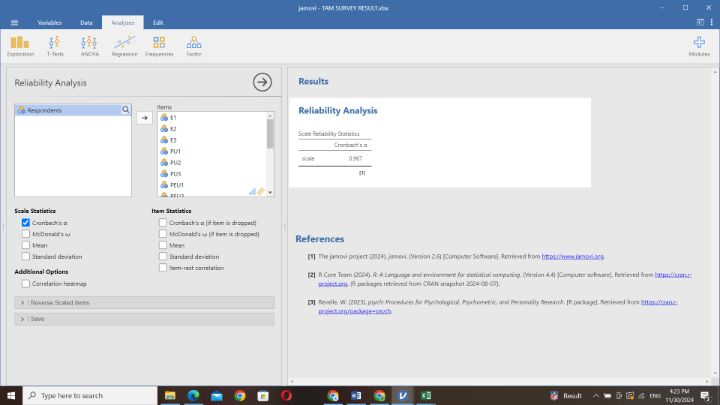 jamovi - TAM SURVEY RESULT.xlsx
Variables Data Analyses Edit
Exploration T-Tests ANOVA Regression Frequencies Factor Modules
Reliability Analysis
Respondents
Items
E1
E2
E3
PU1
PU2
PU3
PEU1
PEU2
Scale Statistics
Cronbach's α
McDonald's ω
Mean
Standard deviation
Additional Options
Correlation heatmap
Item Statistics
Cronbach's α (if item is dropped)
McDonald's ω (if item is dropped)
Mean
Standard deviation
Item-rest correlation
Reverse Scaled Items
Save
Results
Reliability Analysis
Scale Reliability Statistics
Cronbach's α
scale 0.967
[3]
References
[1] The jamovi project (2024). jamovi. (Version 2.6) [Computer Software]. Retrieved from https://www.jamovi.org.
[2] R Core Team (2024). R: A Language and environment for statistical computing. (Version 4.4) [Computer software]. Retrieved from https://cran.r-
project.org. (R packages retrieved from CRAN snapshot 2024-08-07).
[3] Revelle, W. (2023). psych: Procedures for Psychological, Psychometric, and Personality Research. [R package]. Retrieved from https://cran.r-
project.org/package=psych.
Type here to search
Result
ENG
4:23 PM
11/30/2024